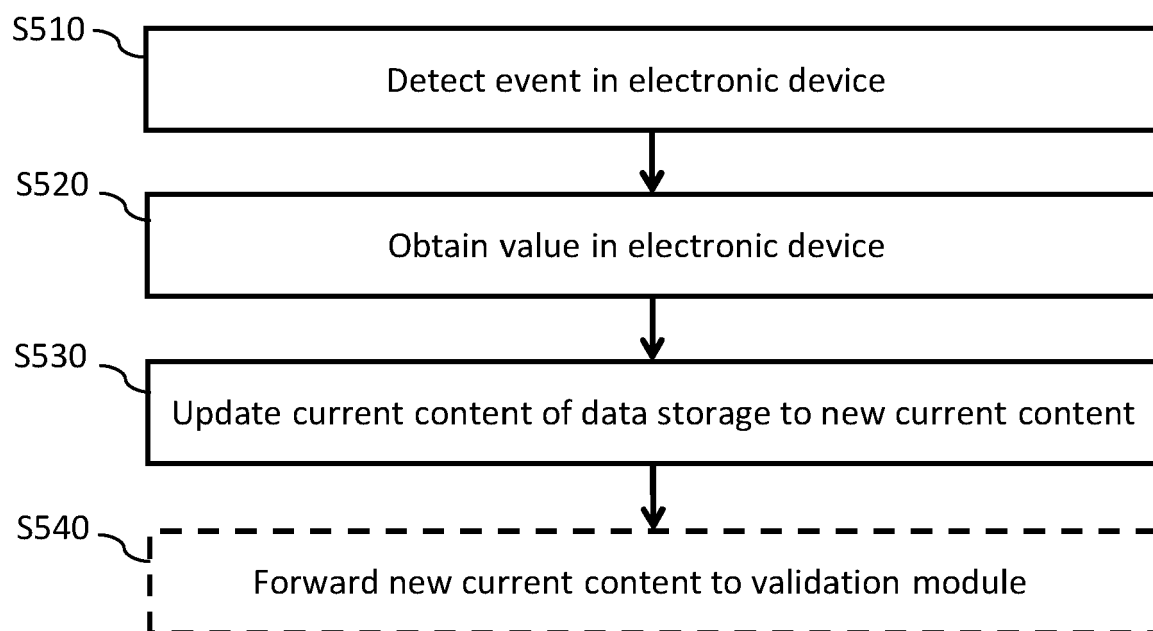 S510
Detect event in electronic device
S520
Obtain value in electronic device
S530
Update current content of data storage to new current content
S540
Forward new current content to validation module